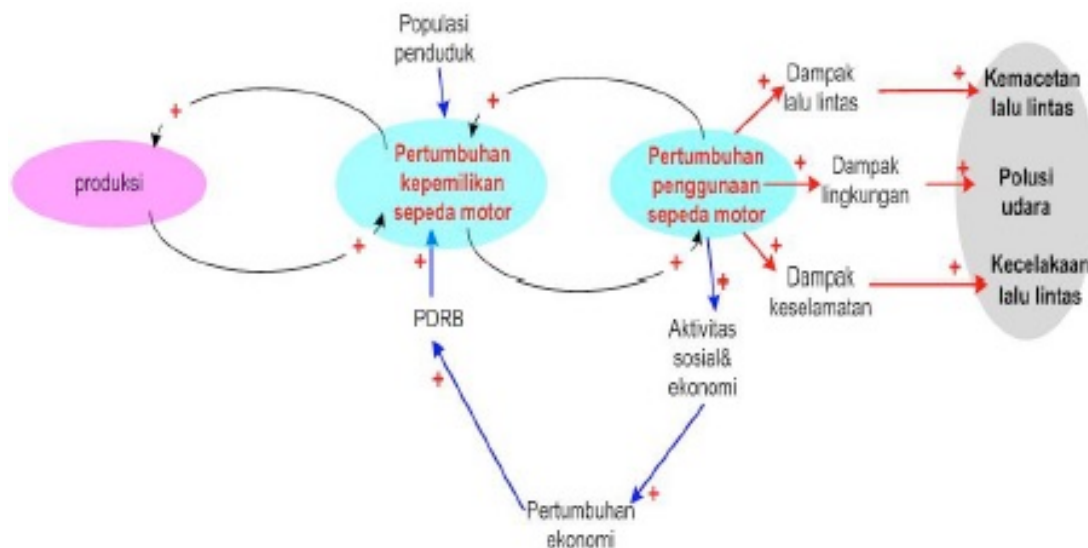 Populasi
penduduk
+
+
produksi
Pertumbuhan
kepemilikan
sepeda motor
+
+
PDRB
+
Pertumbuhan
penggunaan
sepeda motor
+
+
Aktivitas
sosial&
ekonomi
+
Pertumbuhan
ekonomi
+
+
Dampak
lalu lintas
+
Kemacetan
lalu lintas
+
Dampak
lingkungan
+
Polusi
udara
+
Dampak
keselamatan
+
Kecelakaan
lalu lintas